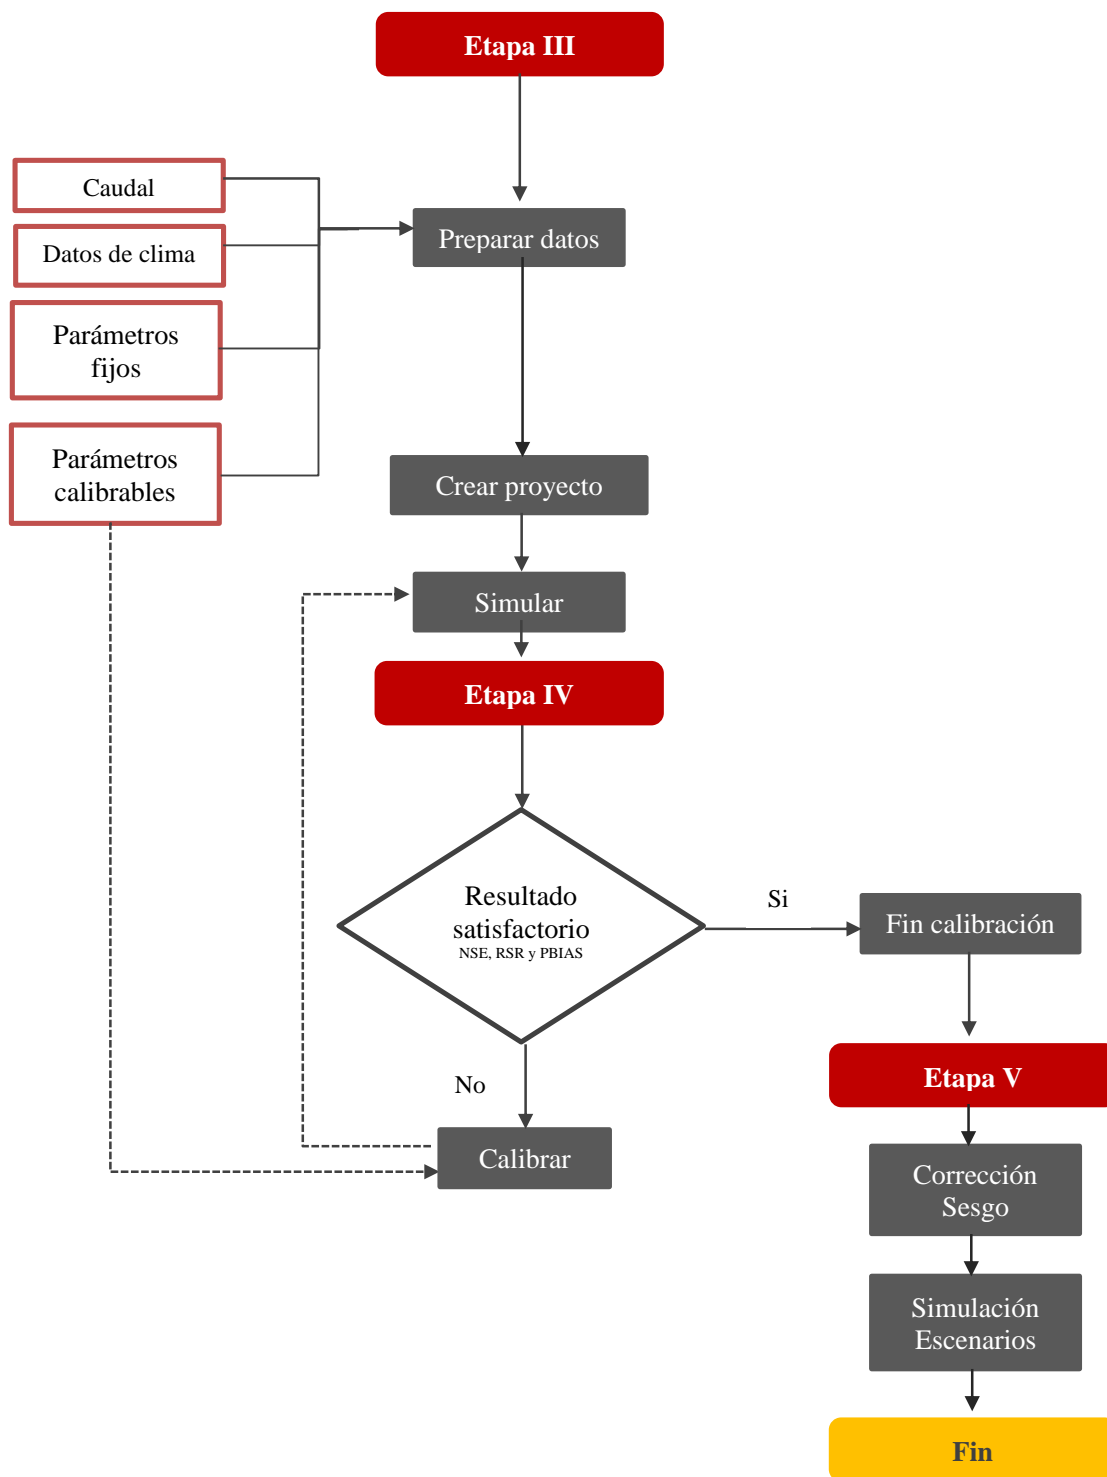 Etapa III
Caudal
Preparar datos
Datos de clima
Parámetros
fijos
Parámetros
calibrables
Crear proyecto
Simular
Etapa IV
Resultado
satisfactorio
NSE, RSR y PBIAS
Si
Fin calibración
No
Etapa V
Calibrar
Corrección
Sesgo
Simulación
Escenarios
Fin